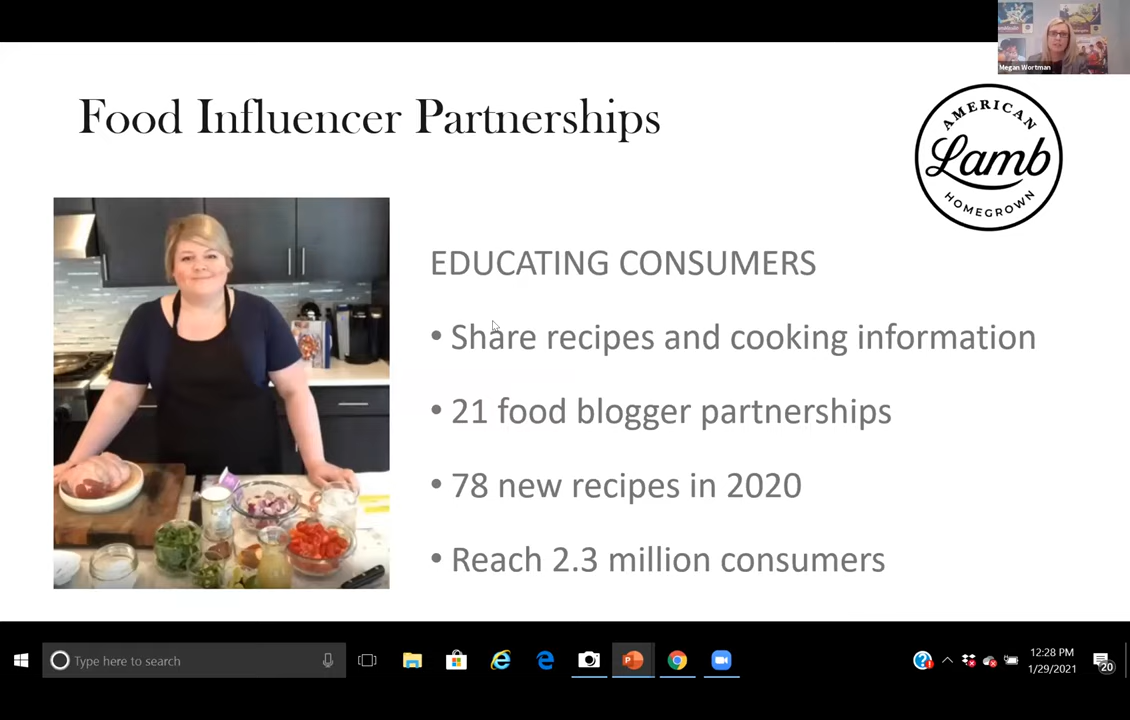 Megan Wortman
Food Influencer Partnerships
AMERICAN
Lamb
HOMEGROWN
EDUCATING CONSUMERS
• Share recipes and cooking information
• 21 food blogger partnerships
• 78 new recipes in 2020
• Reach 2.3 million consumers
Type here to search
12:28 PM
1/29/2021
20